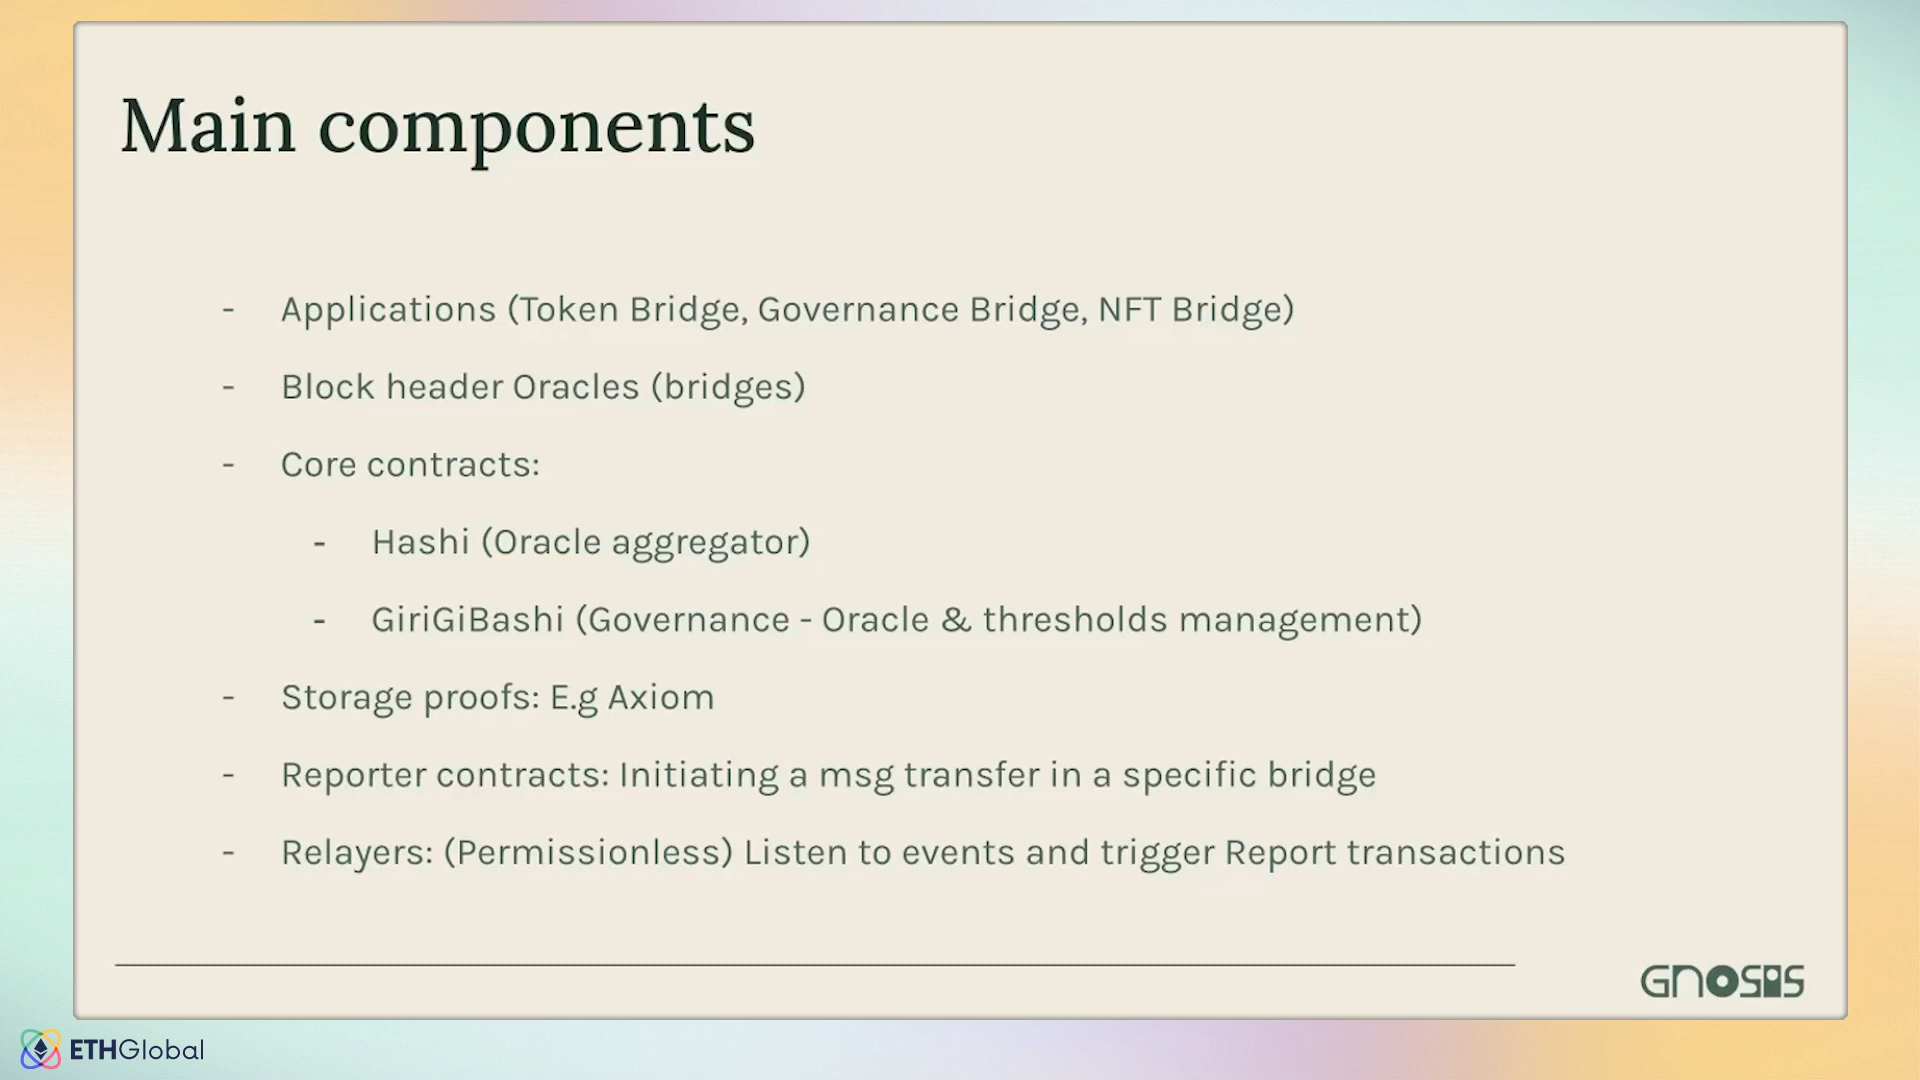 Main components
- Applications (Token Bridge, Governance Bridge, NFT Bridge)
- Block header Oracles (bridges)
- Core contracts:
- Hashi (Oracle aggregator)
- GiriGiBashi (Governance - Oracle & thresholds management)
- Storage proofs: E.g Axiom
- Reporter contracts: Initiating a msg transfer in a specific bridge
- Relayers: (Permissionless) Listen to events and trigger Report transactions
GNOSIS
ETHGlobal